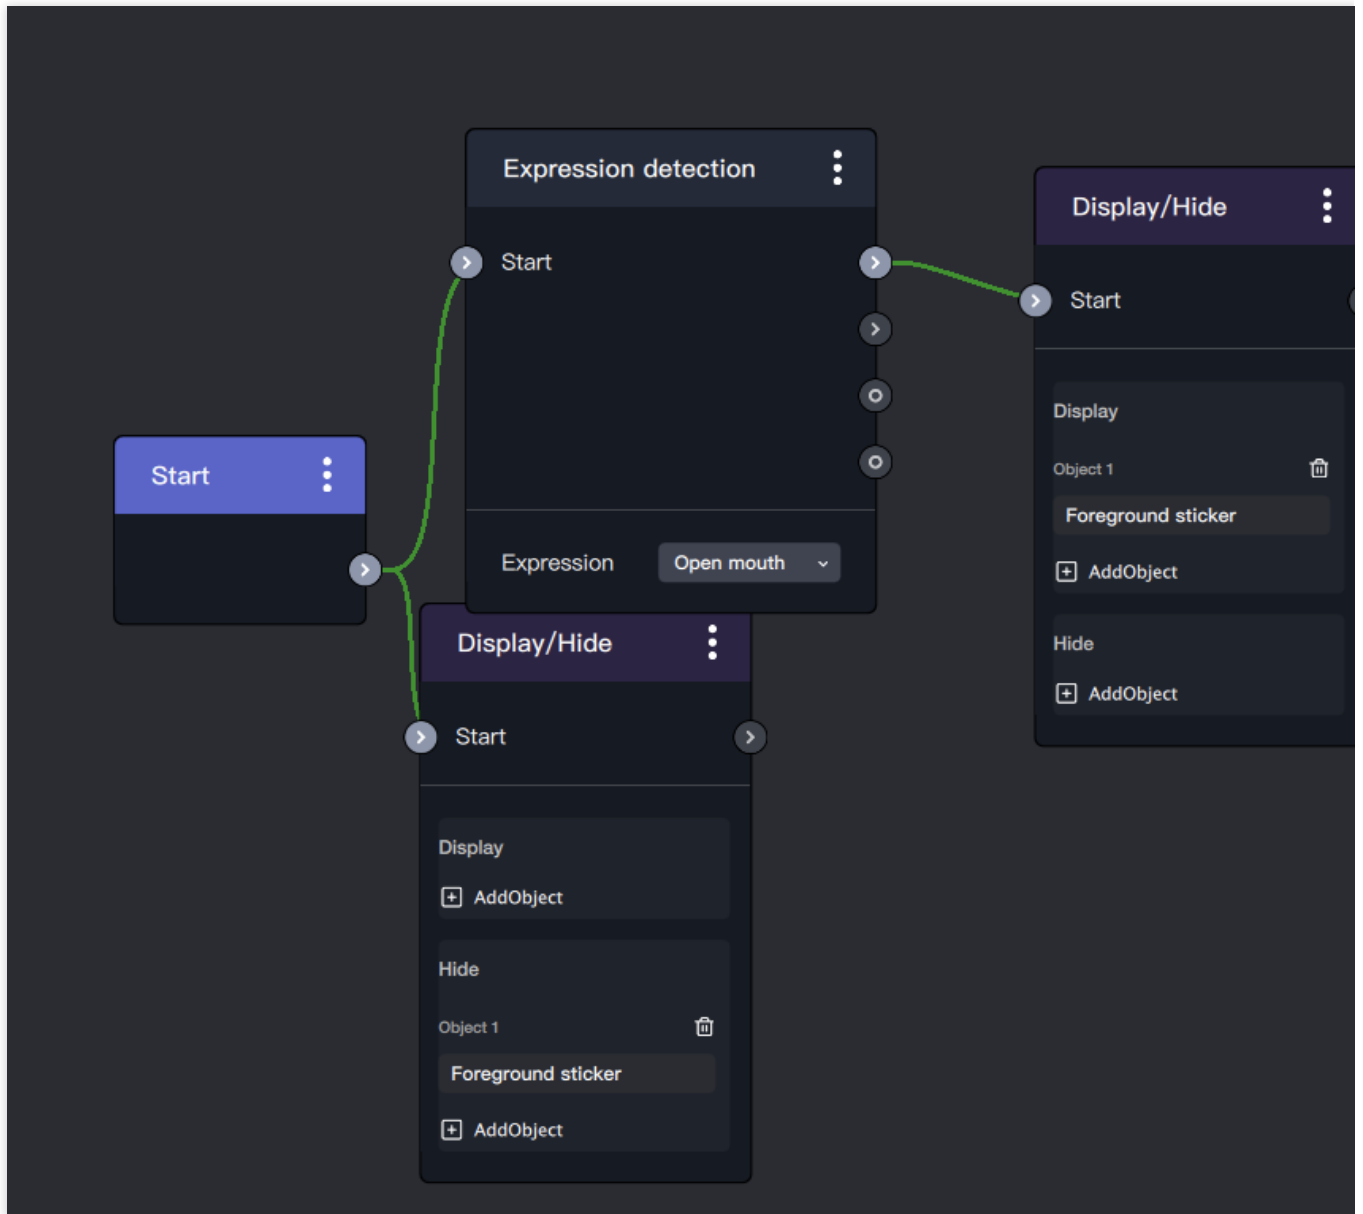 Expression detection
Start
Expression
Open mouth
Display/Hide
Start
Display
Object 1
Foreground sticker
AddObject
Hide
AddObject
Start
Display/Hide
Start
Display
AddObject
Hide
Object 1
Foreground sticker
AddObject